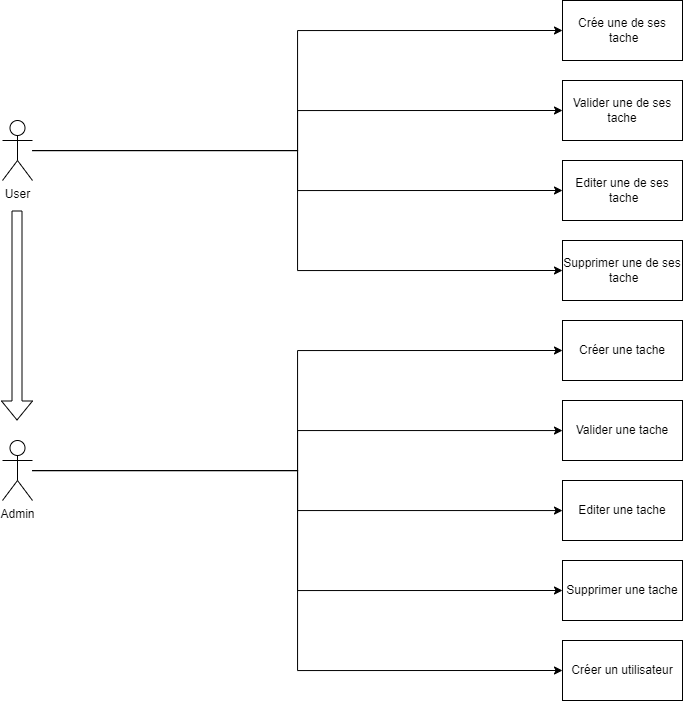 Crée une de ses
tache
Valider une de ses
tache
User
Editer une de ses
tache
Supprimer une de ses
tache
Créer une tache
Valider une tache
Admin
Editer une tache
Supprimer une tache
Créer un utilisateur